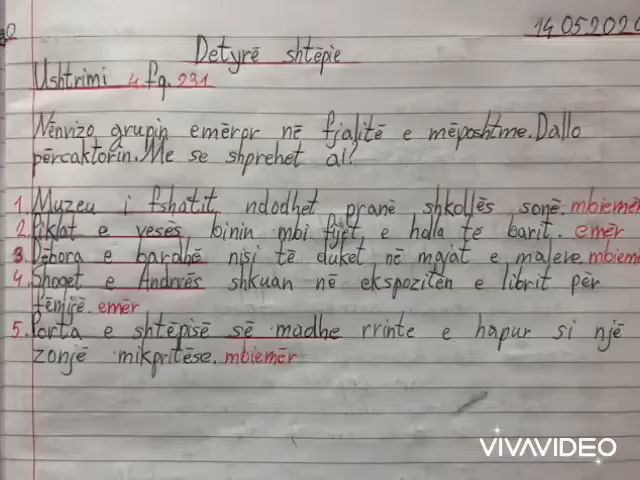 14.05.2020
Detyrë shtëpie
Ushtrimi 4 fq. 231
Nënvizo grupin emëror në fjalitë e mëposhtme. Dallo
përcaktorin. Me se shprehet ai?
1. Muzeu i fshatit ndodhet pranë shkollës sonë. mbiemër
2. Piklat e vesës binin mbi fijet e holla të barit. emër
3. Dëbora e bardhë nisi të duket në majat e maleve. mbiem
4. Shoqet e Andrrës shkuan në ekspozitën e librit për
fëmijë. emër
5. Porta e shtëpisë së madhe rrinte e hapur si një
zonjë mikpritëse. mbiemër
VIVAVIDEO